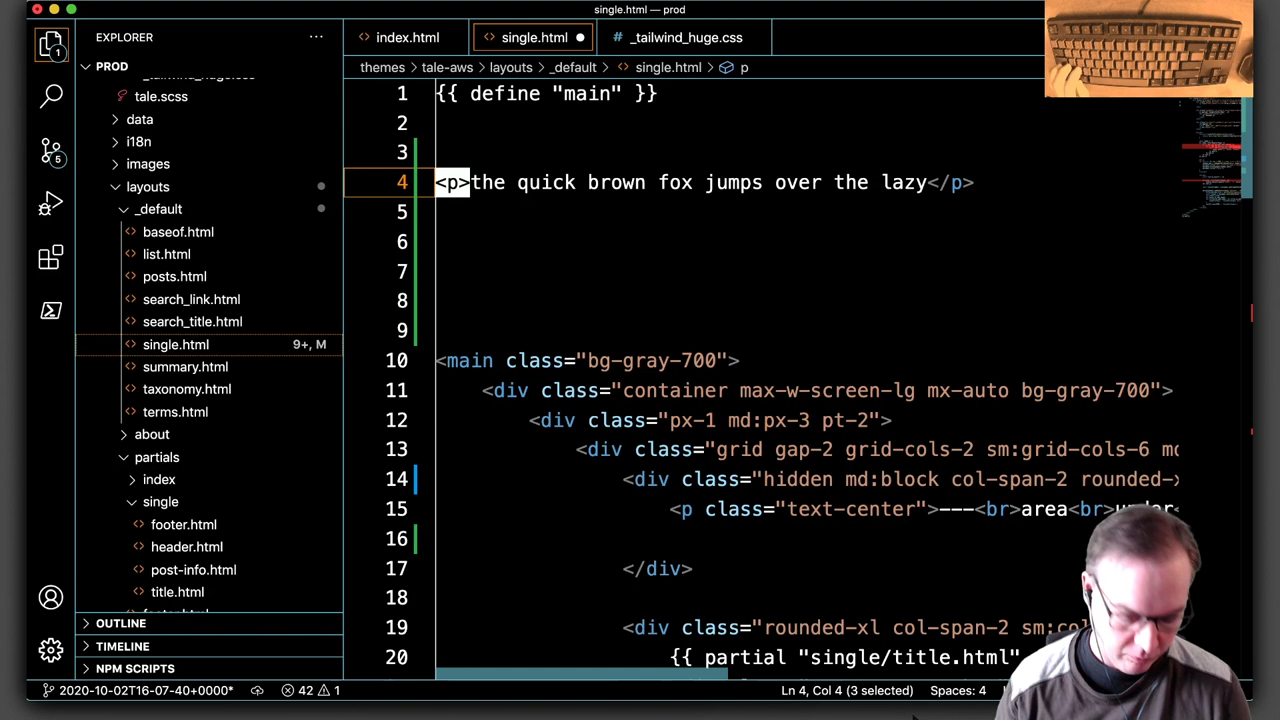 single.html — prod
EXPLORER
index.html
single.html
# _tailwind_huge.css
PROD
themes > tale-aws > layouts > _default > single.html > p
tale.scss
data
i18n
images
layouts
_default
baseof.html
list.html
posts.html
search_link.html
search_title.html
single.html 9+, M
summary.html
taxonomy.html
terms.html
about
partials
index
single
footer.html
header.html
post-info.html
title.html
OUTLINE
TIMELINE
NPM SCRIPTS
1
5
1 {{ define "main" }}
2
3
4 <p>the quick brown fox jumps over the lazy</p>
5
6
7
8
9
10 <main class="bg-gray-700">
11 <div class="container max-w-screen-lg mx-auto bg-gray-700">
12 <div class="px-1 md:px-3 pt-2">
13 <div class="grid gap-2 grid-cols-2 sm:grid-cols-6
14 <div class="hidden md:block col-span-2
15 <p class="text-center">---<br>area<br>
16
17 </div>
18
19 <div class="rounded-xl col-span-2
20 {{ partial "single/title.html"
2020-10-02T16-07-40+0000* 42 1 Ln 4, Col 4 (3 selected) Spaces: 4